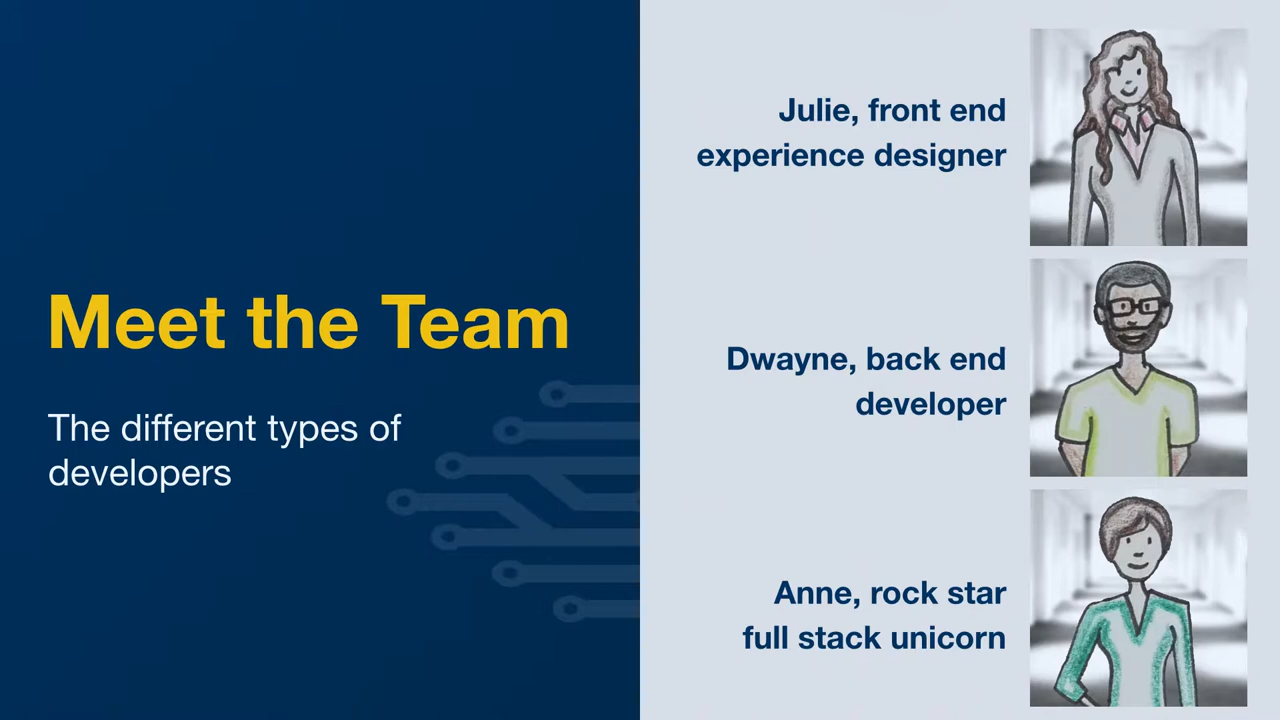 Meet the Team
The different types of
developers
Julie, front end
experience designer
Dwayne, back end
developer
Anne, rock star
full stack unicorn